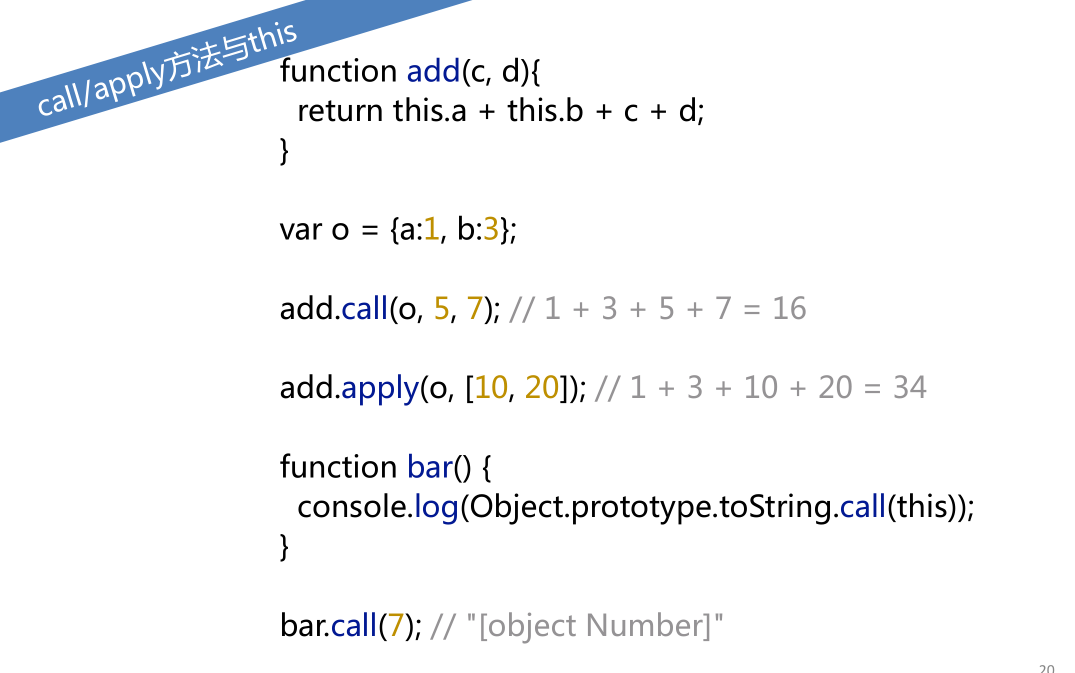 call/apply方法与this
function add(c, d){
  return this.a + this.b + c + d;
}
var o = {a:1, b:3};
add.call(o, 5, 7); // 1 + 3 + 5 + 7 = 16
add.apply(o, [10, 20]); // 1 + 3 + 10 + 20 = 34
function bar() {
  console.log(Object.prototype.toString.call(this));
}
bar.call(7); // "[object Number]"
20